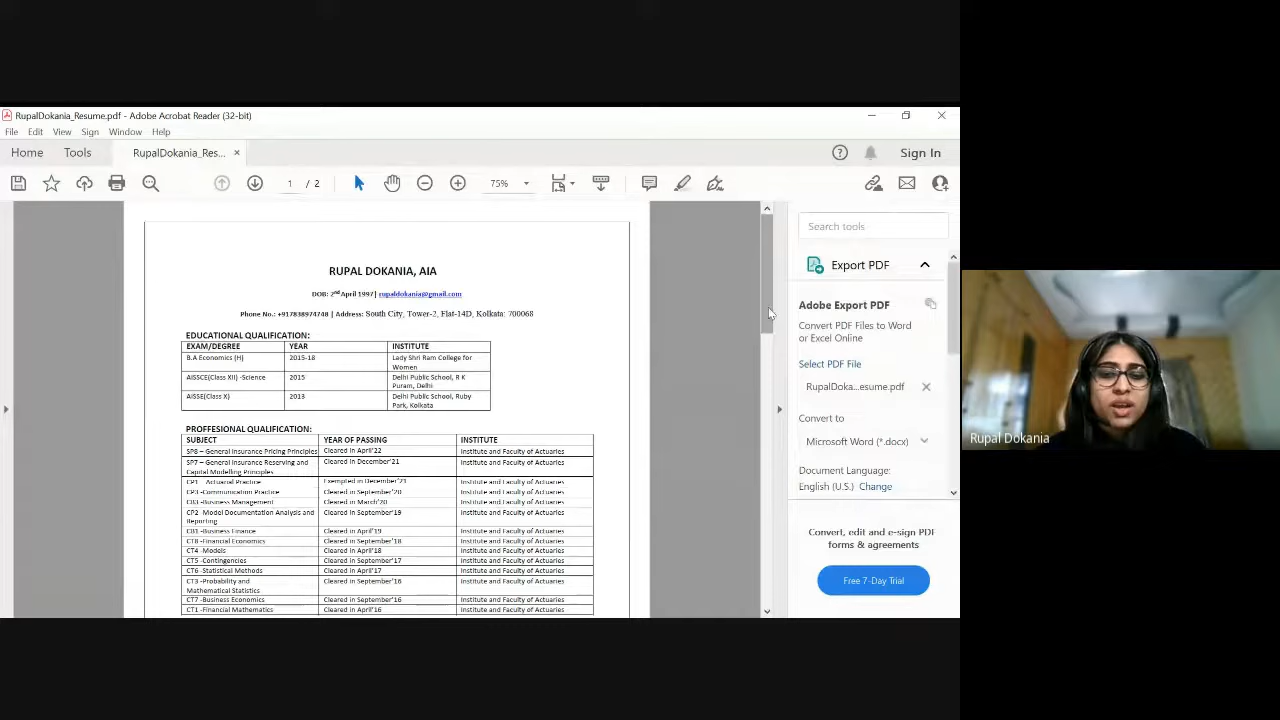 RupalDokania_Resume.pdf - Adobe Acrobat Reader (32-bit)
File Edit View Sign Window Help
Home Tools RupalDokania_Res... × Sign In
1 / 2 75%
Search tools
Export PDF
Adobe Export PDF
Convert PDF Files to Word
or Excel Online
Select PDF File
RupalDoka...esume.pdf
Convert to
Microsoft Word (*.docx)
Document Language:
English (U.S.) Change
Convert, edit and e-sign PDF
forms & agreements
Free 7-Day Trial
RUPAL DOKANIA, AIA
DOB: 2nd April 1997| rupaldokania@gmail.com
Phone No.: +917838974748 | Address: South City, Tower-2, Flat-14D, Kolkata: 700068
EDUCATIONAL QUALIFICATION:
EXAM/DEGREE YEAR INSTITUTE
B.A Economics (H) 2015-18 Lady Shri Ram College for
Women
AISSCE(Class XII) -Science 2015 Delhi Public School, R K
Puram, Delhi
AISSE(Class X) 2013 Delhi Public School, Ruby
Park, Kolkata
PROFFESIONAL QUALIFICATION:
SUBJECT YEAR OF PASSING INSTITUTE
SP8 – General Insurance Pricing Principles Cleared in April'22 Institute and Faculty of Actuaries
SP7 – General Insurance Reserving and Cleared in December'21 Institute and Faculty of Actuaries
Capital Modelling Principles
CP1 – Actuarial Practice Exempted in December'21 Institute and Faculty of Actuaries
CP3 -Communication Practice Cleared in September'20 Institute and Faculty of Actuaries
CB3 -Business Management Cleared in March'20 Institute and Faculty of Actuaries
CP2 -Model Documentation Analysis and Cleared in September'19 Institute and Faculty of Actuaries
Reporting
CB1 -Business Finance Cleared in April'19 Institute and Faculty of Actuaries
CT8 -Financial Economics Cleared in September'18 Institute and Faculty of Actuaries
CT4 -Models Cleared in April'18 Institute and Faculty of Actuaries
CT5 -Contingencies Cleared in September'17 Institute and Faculty of Actuaries
CT6 -Statistical Methods Cleared in April'17 Institute and Faculty of Actuaries
CT3 -Probability and Cleared in September'16 Institute and Faculty of Actuaries
Mathematical Statistics
CT7 -Business Economics Cleared in September'16 Institute and Faculty of Actuaries
CT1 -Financial Mathematics Cleared in April'16 Institute and Faculty of Actuaries
Rupal Dokania